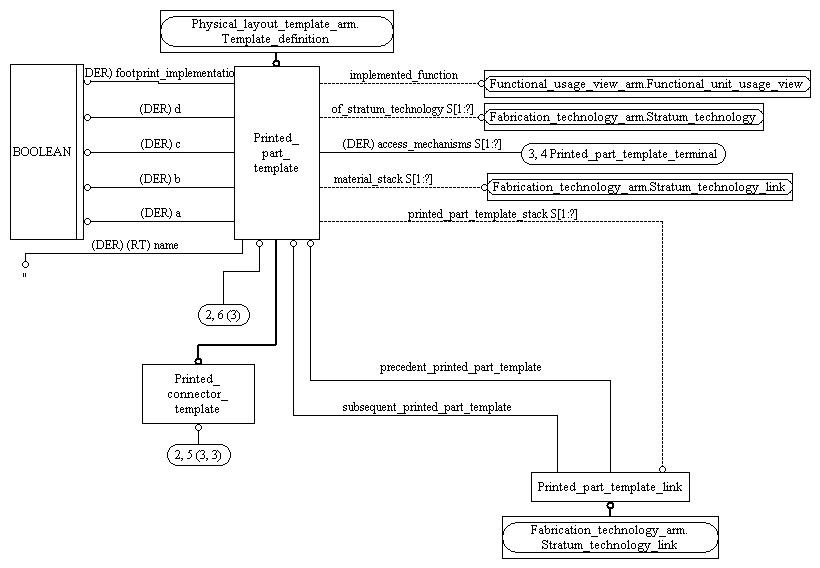 Physical_layout_template_arm.
Template_definition
DER) footprint_implementatio
implemented_function
Functional_usage_view_arm.Functional_unit_usage_view
(DER) d
of_stratum_technology S[1:?]
Fabrication_technology_arm.Stratum_technology
BOOLEAN
(DER) c
Printed_
part_
template
(DER) access_mechanisms S[1:?]
3, 4 Printed_part_template_terminal
(DER) b
material_stack S[1:?]
Fabrication_technology_arm.Stratum_technology_link
(DER) a
printed_part_template_stack S[1:?]
(DER) (RT) name
"
2, 6 (3)
Printed_
connector_
template
precedent_printed_part_template
subsequent_printed_part_template
2, 5 (3, 3)
Printed_part_template_link
Fabrication_technology_arm.
Stratum_technology_link